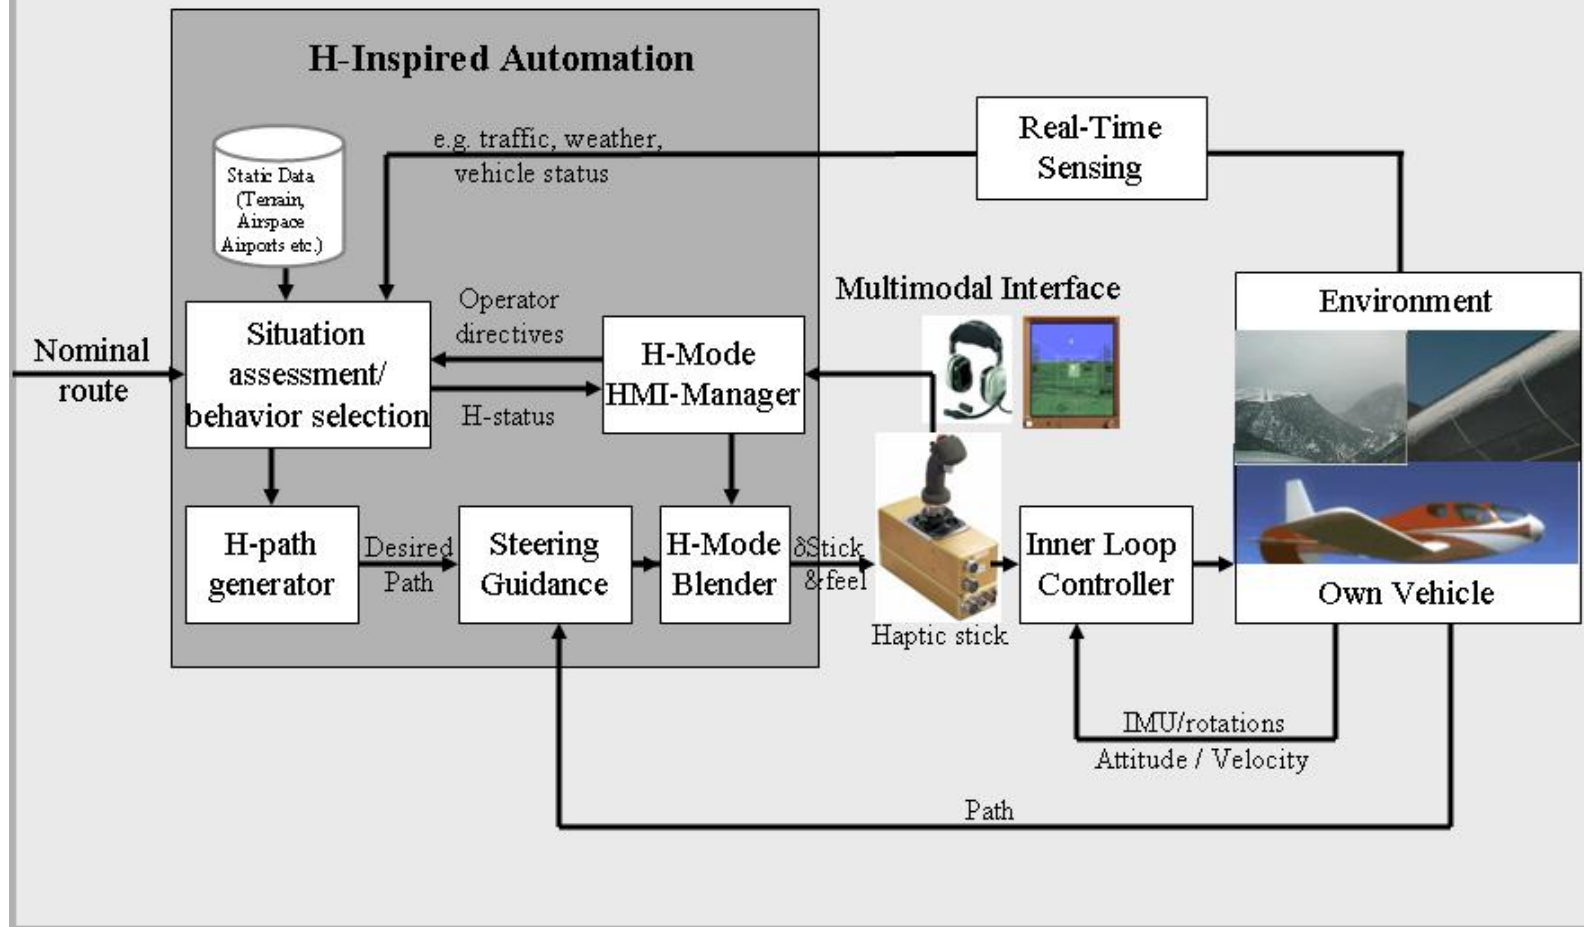 H-Inspired Automation
e.g. traffic, weather,
vehicle status
Real-Time
Sensing
Static Data
(Terrain,
Airspace
Airports etc.)
Multimodal Interface
Environment
Nominal
route
Situation
assessment/
behavior selection
Operator
directives
H-status
H-Mode
HMI-Manager
H-path
generator
Desired
Path
Steering
Guidance
H-Mode
Blender
δStick
&feel
Haptic stick
Inner Loop
Controller
Own Vehicle
IMU/rotations
Attitude / Velocity
Path